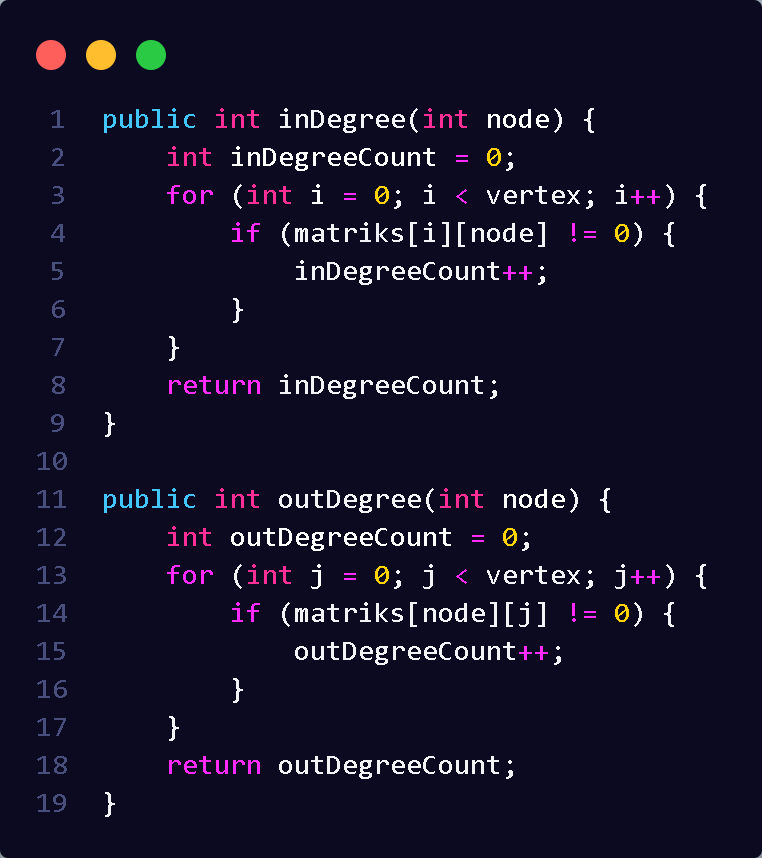 1 public int inDegree(int node) {
2     int inDegreeCount = 0;
3     for (int i = 0; i < vertex; i++) {
4         if (matriks[i][node] != 0) {
5             inDegreeCount++;
6         }
7     }
8     return inDegreeCount;
9 }
10
11 public int outDegree(int node) {
12     int outDegreeCount = 0;
13     for (int j = 0; j < vertex; j++) {
14         if (matriks[node][j] != 0) {
15             outDegreeCount++;
16         }
17     }
18     return outDegreeCount;
19 }